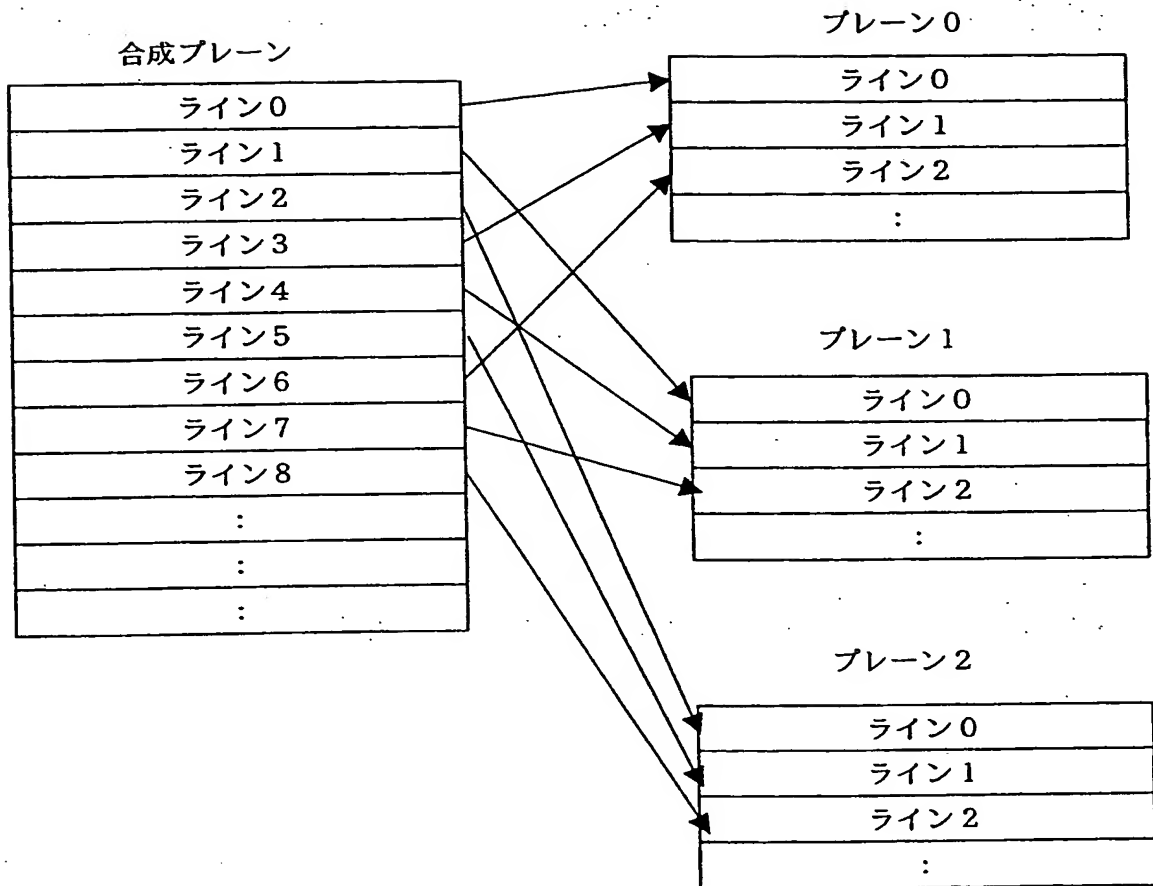 合成プレーン
ライン0
ライン1
ライン2
ライン3
ライン4
ライン5
ライン6
ライン7
ライン8
:
:
:
プレーン0
ライン0
ライン1
ライン2
:
プレーン1
ライン0
ライン1
ライン2
:
プレーン2
ライン0
ライン1
ライン2
: